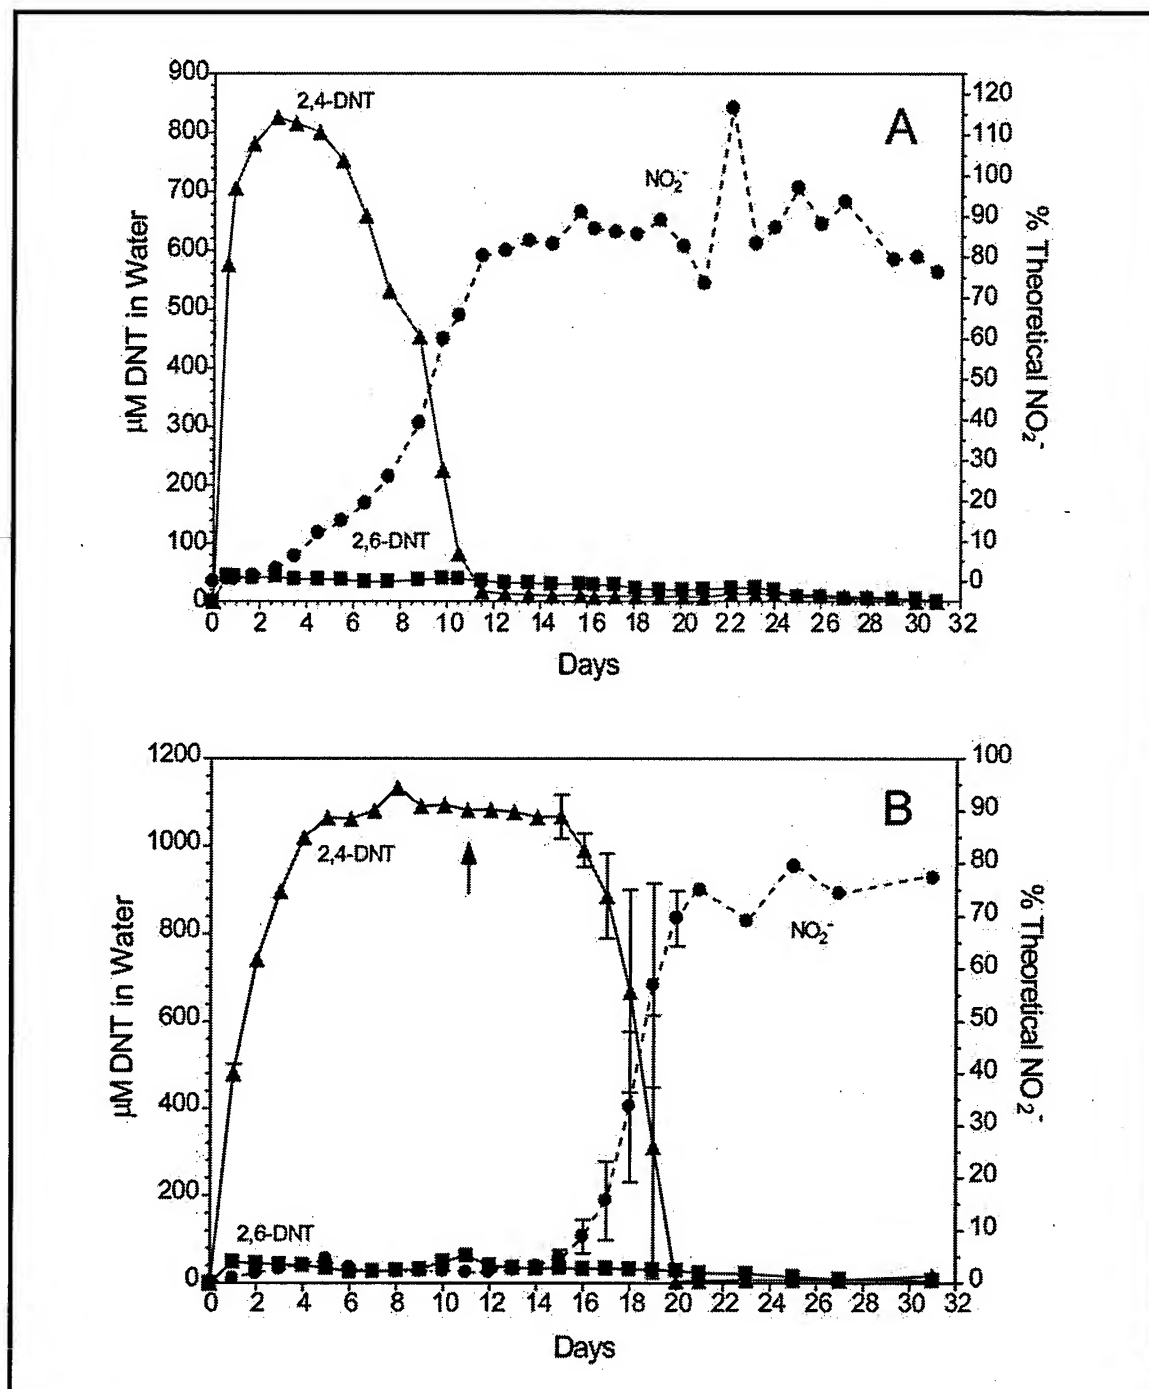 900
800
700
600
500
400
300
200
100
0
µM DNT in Water
2,4-DNT
A
NO₂⁻
2,6-DNT
120
110
100
90
80
70
60
50
40
30
20
10
0
% Theoretical NO₂⁻
0 2 4 6 8 10 12 14 16 18 20 22 24 26 28 30 32
Days
1200
1000
800
600
400
200
0
µM DNT in Water
B
2,4-DNT
NO₂⁻
2,6-DNT
100
90
80
70
60
50
40
30
20
10
0
% Theoretical NO₂⁻
0 2 4 6 8 10 12 14 16 18 20 22 24 26 28 30 32
Days